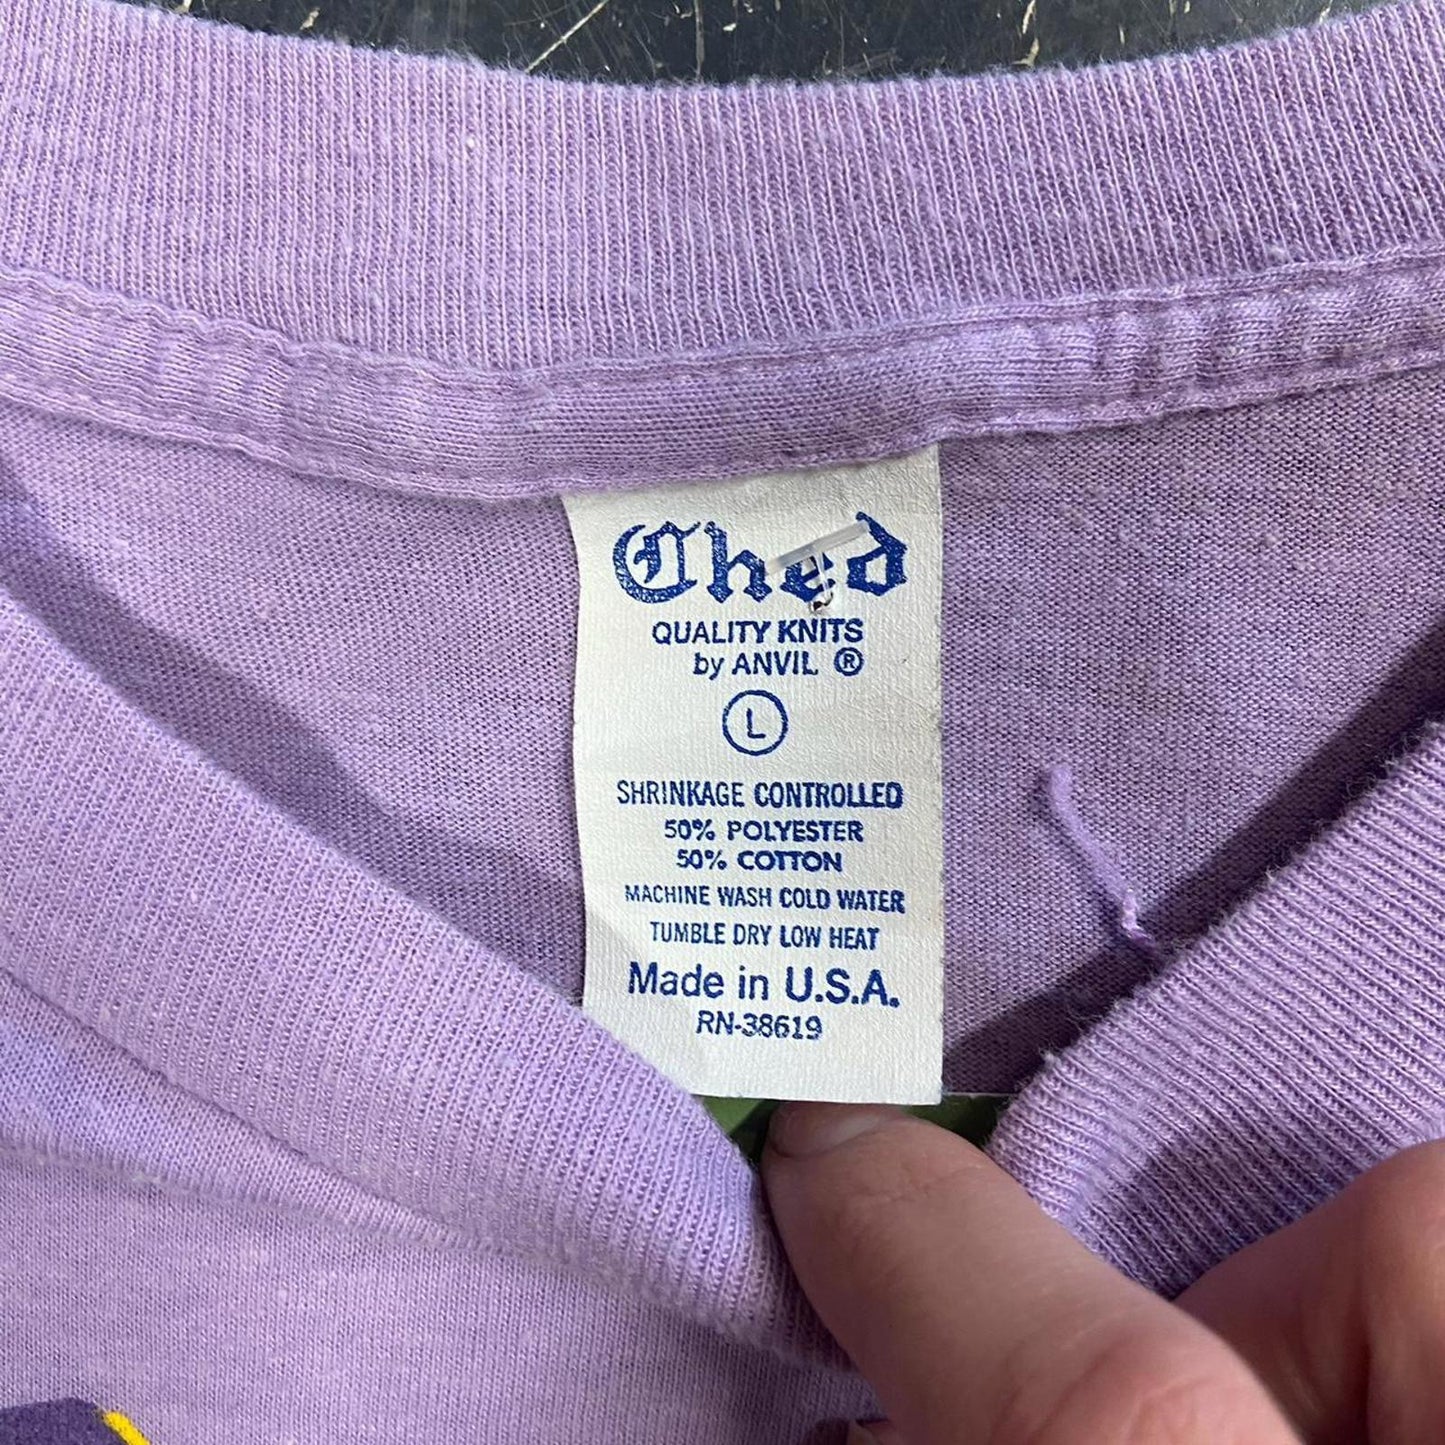 Ched
QUALITY KNITS
by ANVIL ®
L
SHRINKAGE CONTROLLED
50% POLYESTER
50% COTTON
MACHINE WASH COLD WATER
TUMBLE DRY LOW HEAT
Made in U.S.A.
RN-38619